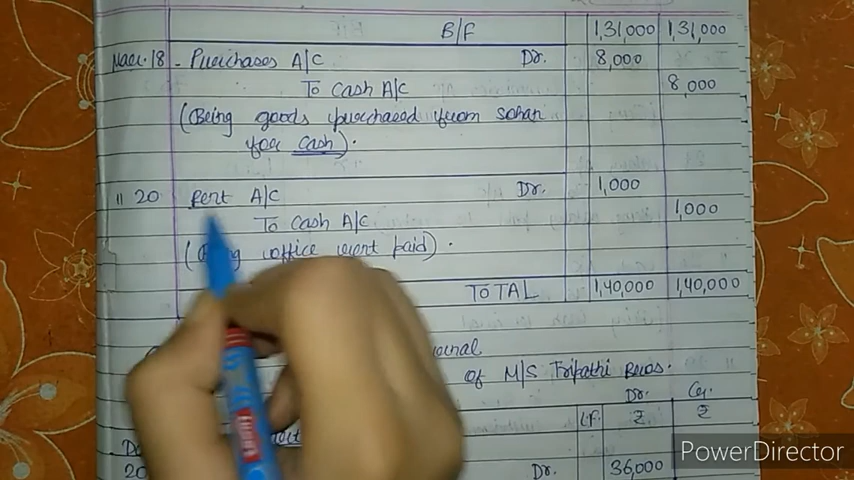 B/F 1,31,000 1,31,000
Mar. 18 - Purchases A/C Dr. 8,000
To Cash A/C 8,000
(Being goods purchased from Sohan
for cash).
" 20 Rent A/C Dr. 1,000
To Cash A/C 1,000
(Being office rent paid).
TOTAL 1,40,000 1,40,000
of M/S Tripathi Bros.
Dr. Cr.
L.F. ₹ ₹
20 Dr. 36,000
PowerDirector